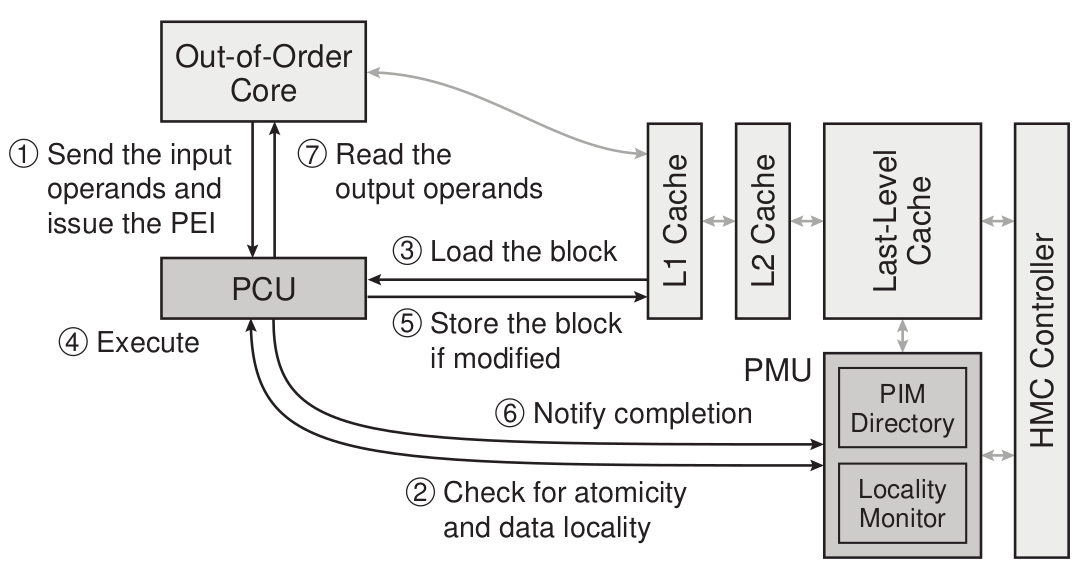 Out-of-Order
Core
① Send the input
operands and
issue the PEI
⑦ Read the
output operands
PCU
③ Load the block
④ Execute
⑤ Store the block
if modified
L1 Cache
L2 Cache
Last-Level
Cache
HMC Controller
PMU
PIM
Directory
Locality
Monitor
⑥ Notify completion
② Check for atomicity
and data locality